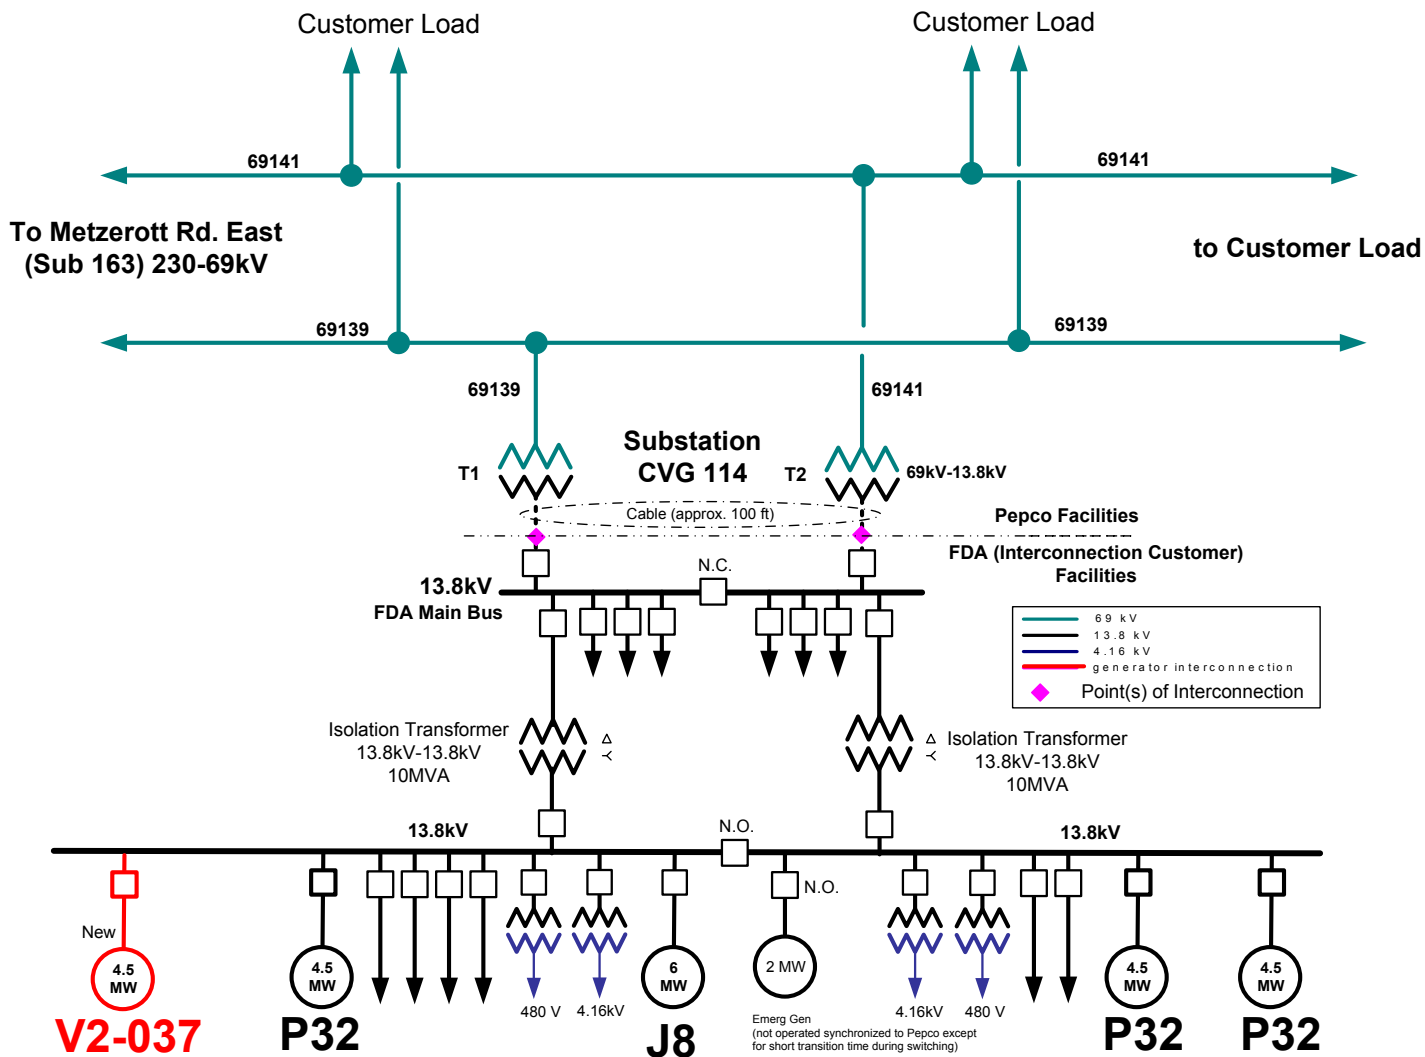 Customer Load
Customer Load
69141
69141
To Metzerott Rd. East
(Sub 163) 230-69kV
to Customer Load
69139
69139
69139
69141
Substation
CVG 114
T1
T2
69kV-13.8kV
Cable (approx. 100 ft)
Pepco Facilities
FDA (Interconnection Customer)
Facilities
N.C.
13.8kV
FDA Main Bus
69 kV
13.8 kV
4.16 kV
generator interconnection
Point(s) of Interconnection
Isolation Transformer
13.8kV-13.8kV
10MVA
Δ
Y
Isolation Transformer
13.8kV-13.8kV
10MVA
Δ
Y
13.8kV
N.O.
13.8kV
N.O.
New
4.5
MW
4.5
MW
6
MW
2 MW
4.5
MW
4.5
MW
480 V
4.16kV
4.16kV
480 V
V2-037
P32
J8
Emerg Gen
(not operated synchronized to Pepco except
for short transition time during switching)
P32
P32